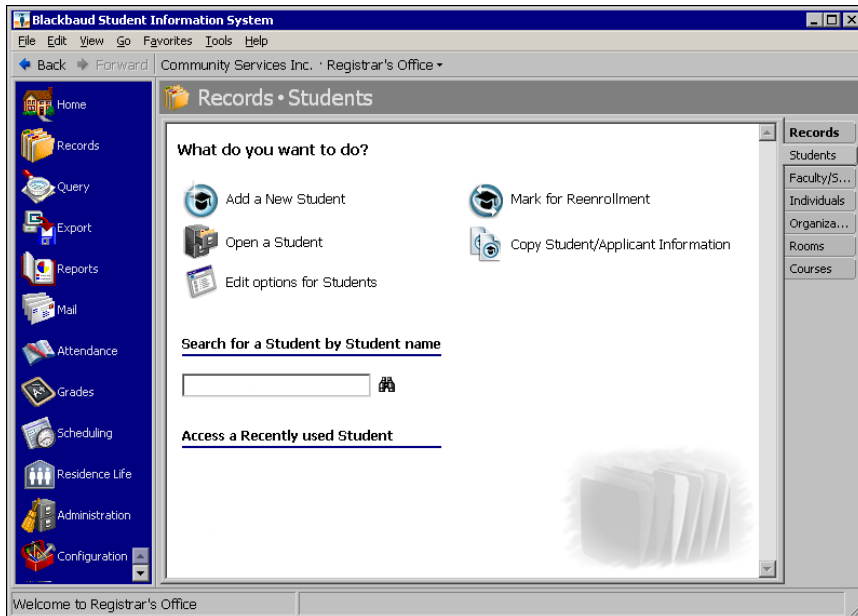 Blackbaud Student Information System
File Edit View Go Favorites Tools Help
Back Forward Community Services Inc. · Registrar's Office
Records · Students
Home
Records
Query
Export
Reports
Mail
Attendance
Grades
Scheduling
Residence Life
Administration
Configuration
What do you want to do?
Add a New Student
Mark for Reenrollment
Open a Student
Copy Student/Applicant Information
Edit options for Students
Search for a Student by Student name
Access a Recently used Student
Records
Students
Faculty/S...
Individuals
Organiza...
Rooms
Courses
Welcome to Registrar's Office